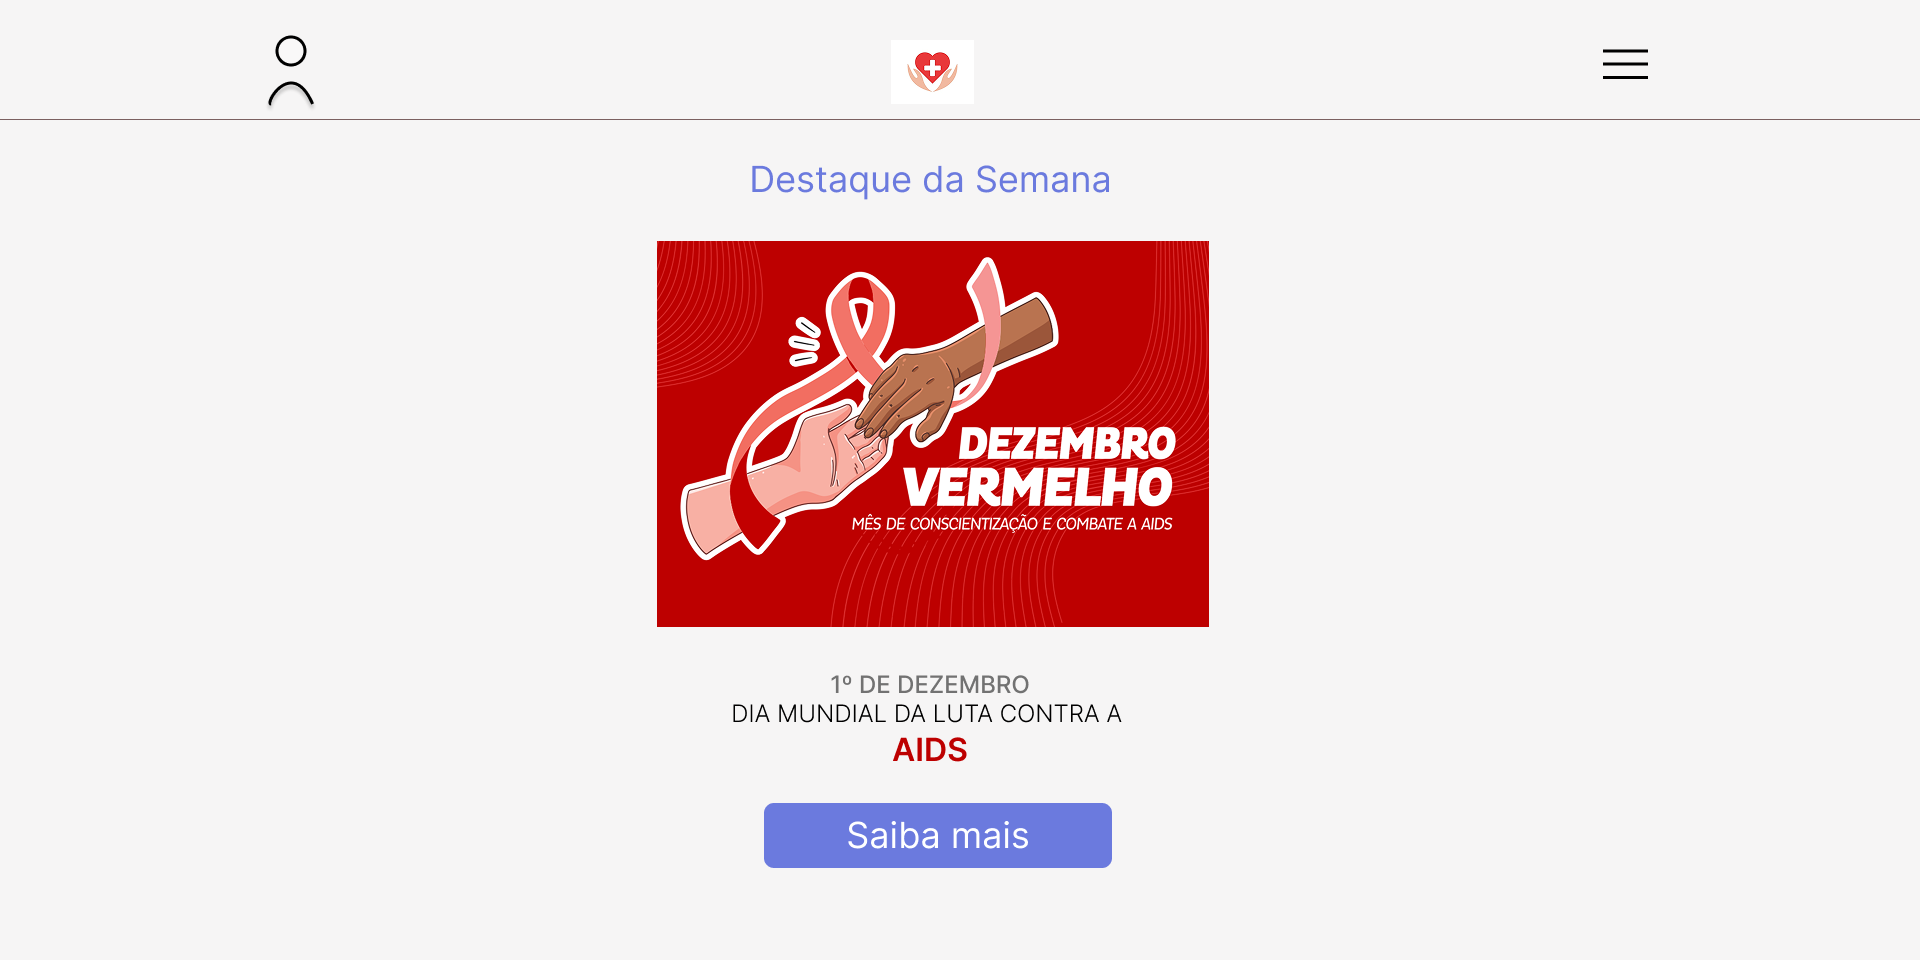 Destaque da Semana
DEZEMBRO
VERMELHO
MÊS DE CONSCIENTIZAÇÃO E COMBATE A AIDS
1º DE DEZEMBRO
DIA MUNDIAL DA LUTA CONTRA A
AIDS
Saiba mais